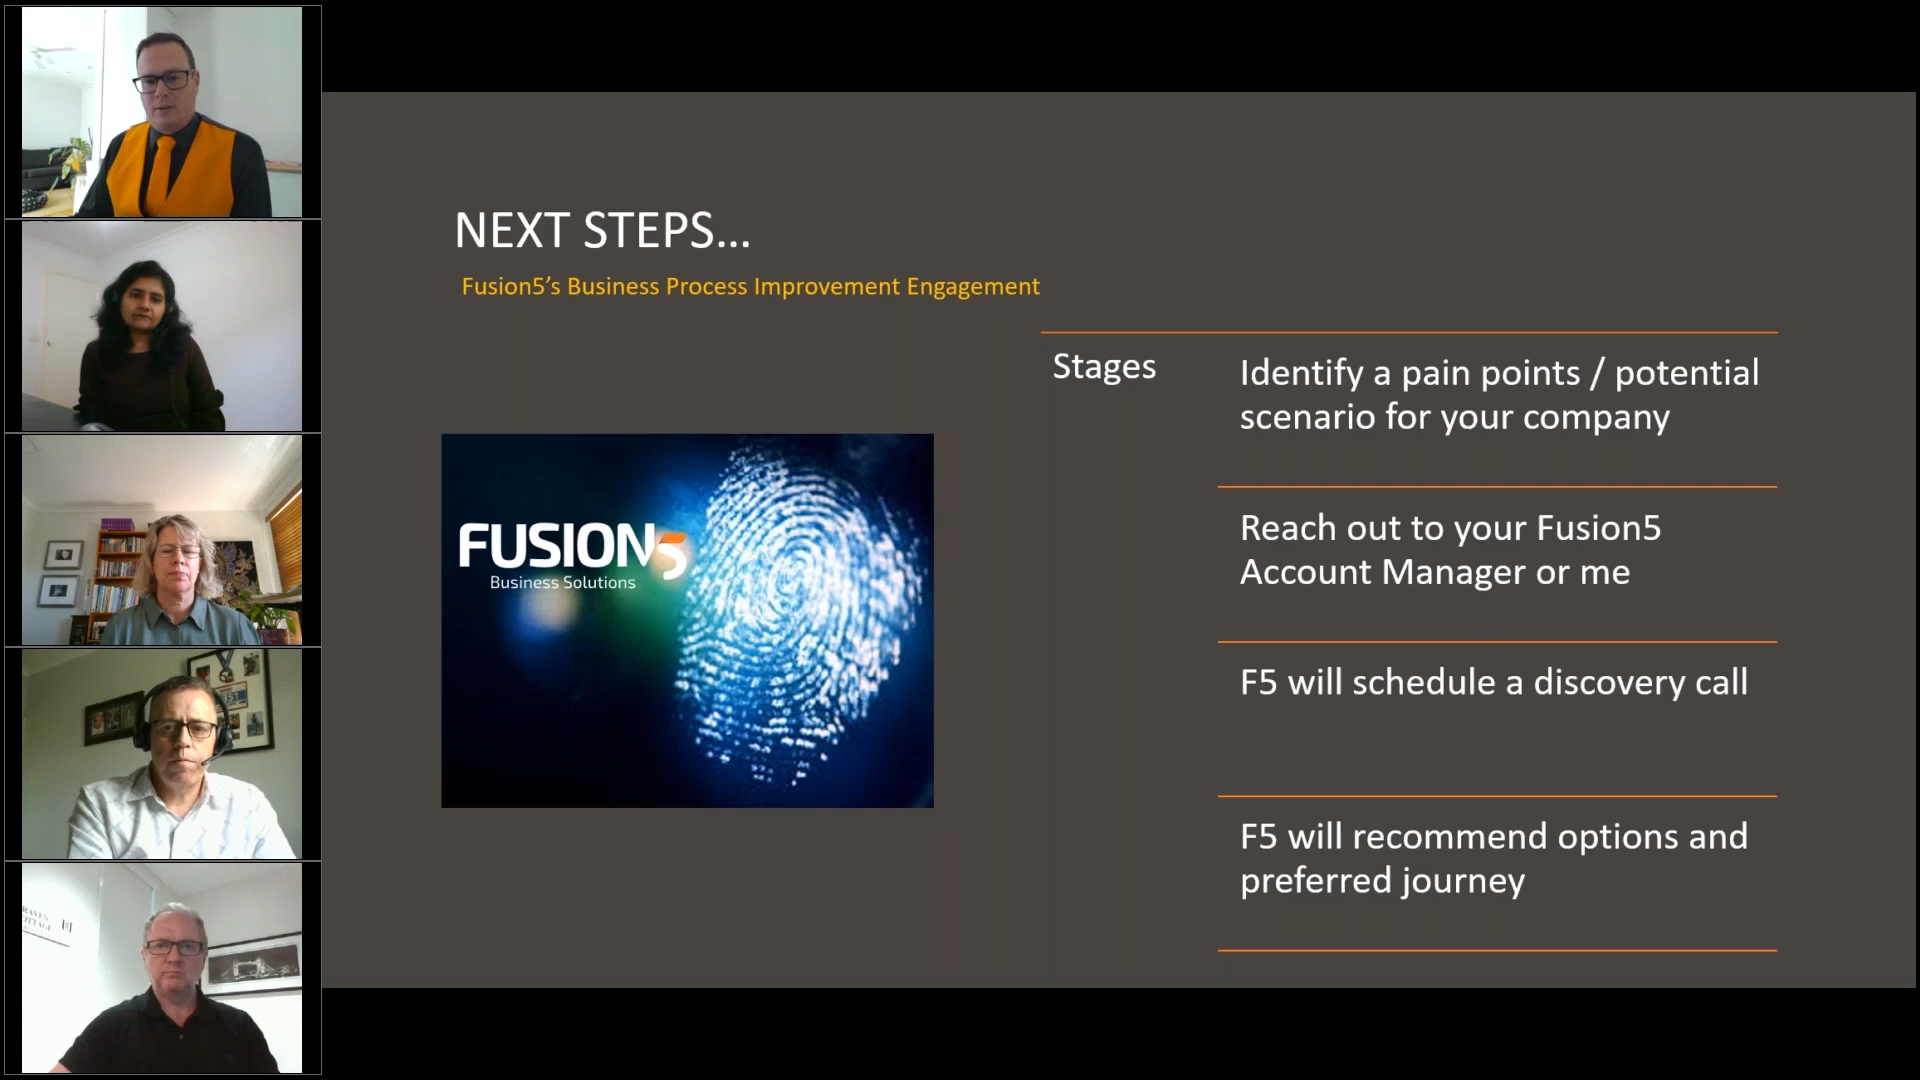 NEXT STEPS...
Fusion5’s Business Process Improvement Engagement
Stages
Identify a pain points / potential
scenario for your company
Reach out to your Fusion5
Account Manager or me
F5 will schedule a discovery call
F5 will recommend options and
preferred journey
FUSION5
Business Solutions